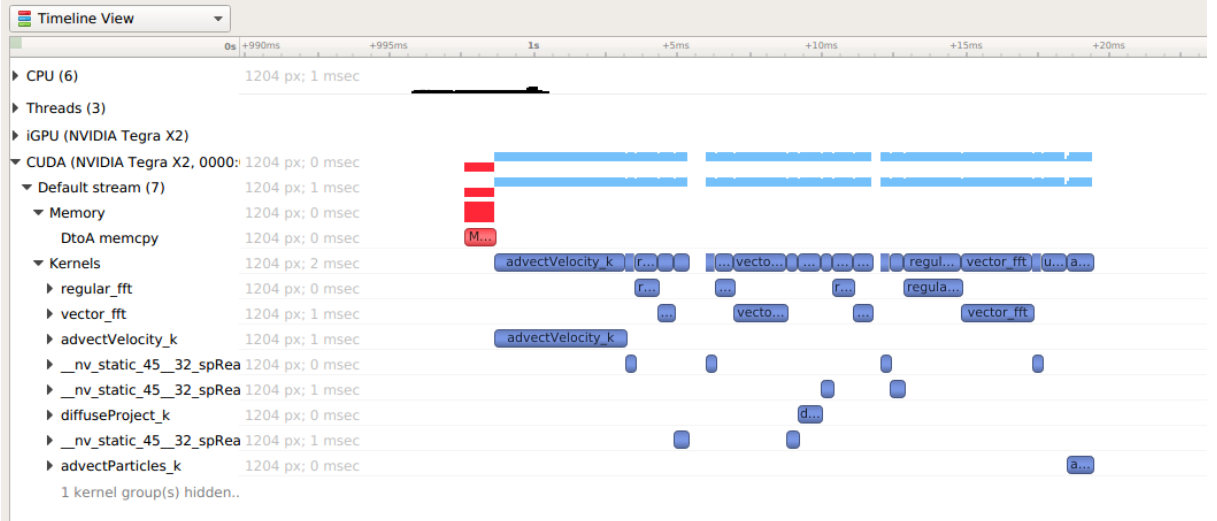 Timeline View
0s +990ms +995ms 1s +5ms +10ms +15ms +20ms
CPU (6) 1204 px; 1 msec
Threads (3)
iGPU (NVIDIA Tegra X2)
CUDA (NVIDIA Tegra X2, 0000: 1204 px; 0 msec
Default stream (7) 1204 px; 1 msec
Memory 1204 px; 0 msec
DtoA memcpy 1204 px; 0 msec M...
Kernels 1204 px; 2 msec advectVelocity_k r... ... vecto... ... ... ... regul... vector_fft u... a...
regular_fft 1204 px; 0 msec r... ... r... regula...
vector_fft 1204 px; 1 msec ... vecto... ... vector_fft
advectVelocity_k 1204 px; 1 msec advectVelocity_k
__nv_static_45__32_spRea 1204 px; 0 msec
__nv_static_45__32_spRea 1204 px; 0 msec
diffuseProject_k 1204 px; 0 msec d...
__nv_static_45__32_spRea 1204 px; 1 msec
advectParticles_k 1204 px; 0 msec a...
1 kernel group(s) hidden..